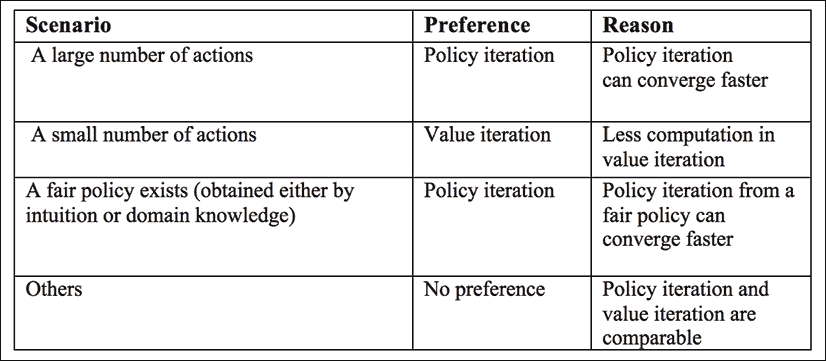 Scenario Preference Reason
A large number of actions Policy iteration Policy iteration
can converge faster
A small number of actions Value iteration Less computation in
value iteration
A fair policy exists (obtained either by Policy iteration Policy iteration from a
intuition or domain knowledge) fair policy can
converge faster
Others No preference Policy iteration and
value iteration are
comparable